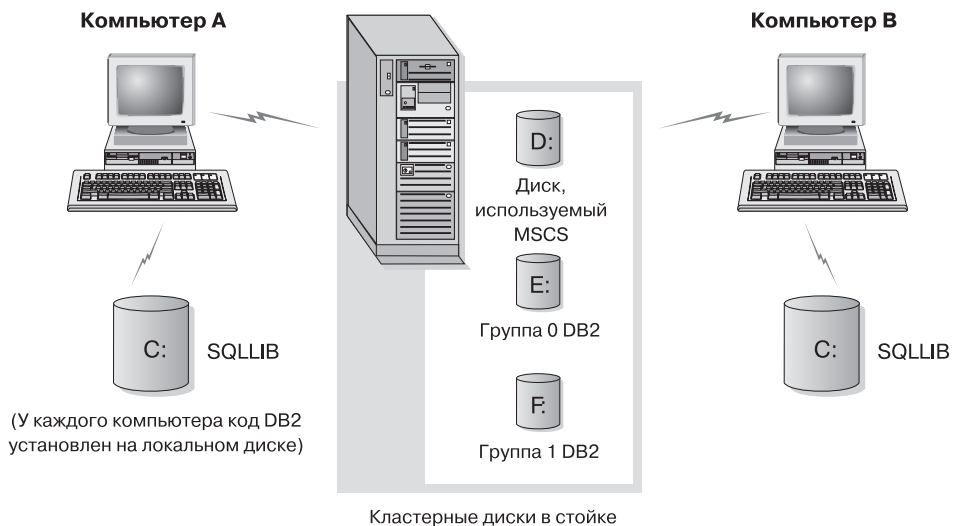 Компьютер A
Компьютер B
D:
Диск,
используемый
MSCS
E:
Группа 0 DB2
F:
Группа 1 DB2
C:
SQLLIB
(У каждого компьютера код DB2
установлен на локальном диске)
C:
SQLLIB
Кластерные диски в стойке